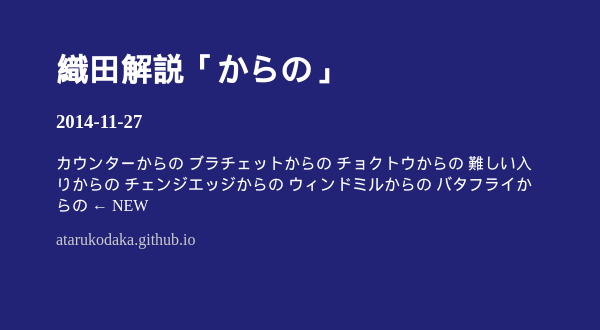 織田解説「からの」
2014-11-27
カウンターからの ブラチェットからの チョクトウからの 難しい入
りからの チェンジエッジからの ウィンドミルからの バタフライか
らの ← NEW
atarukodaka.github.io